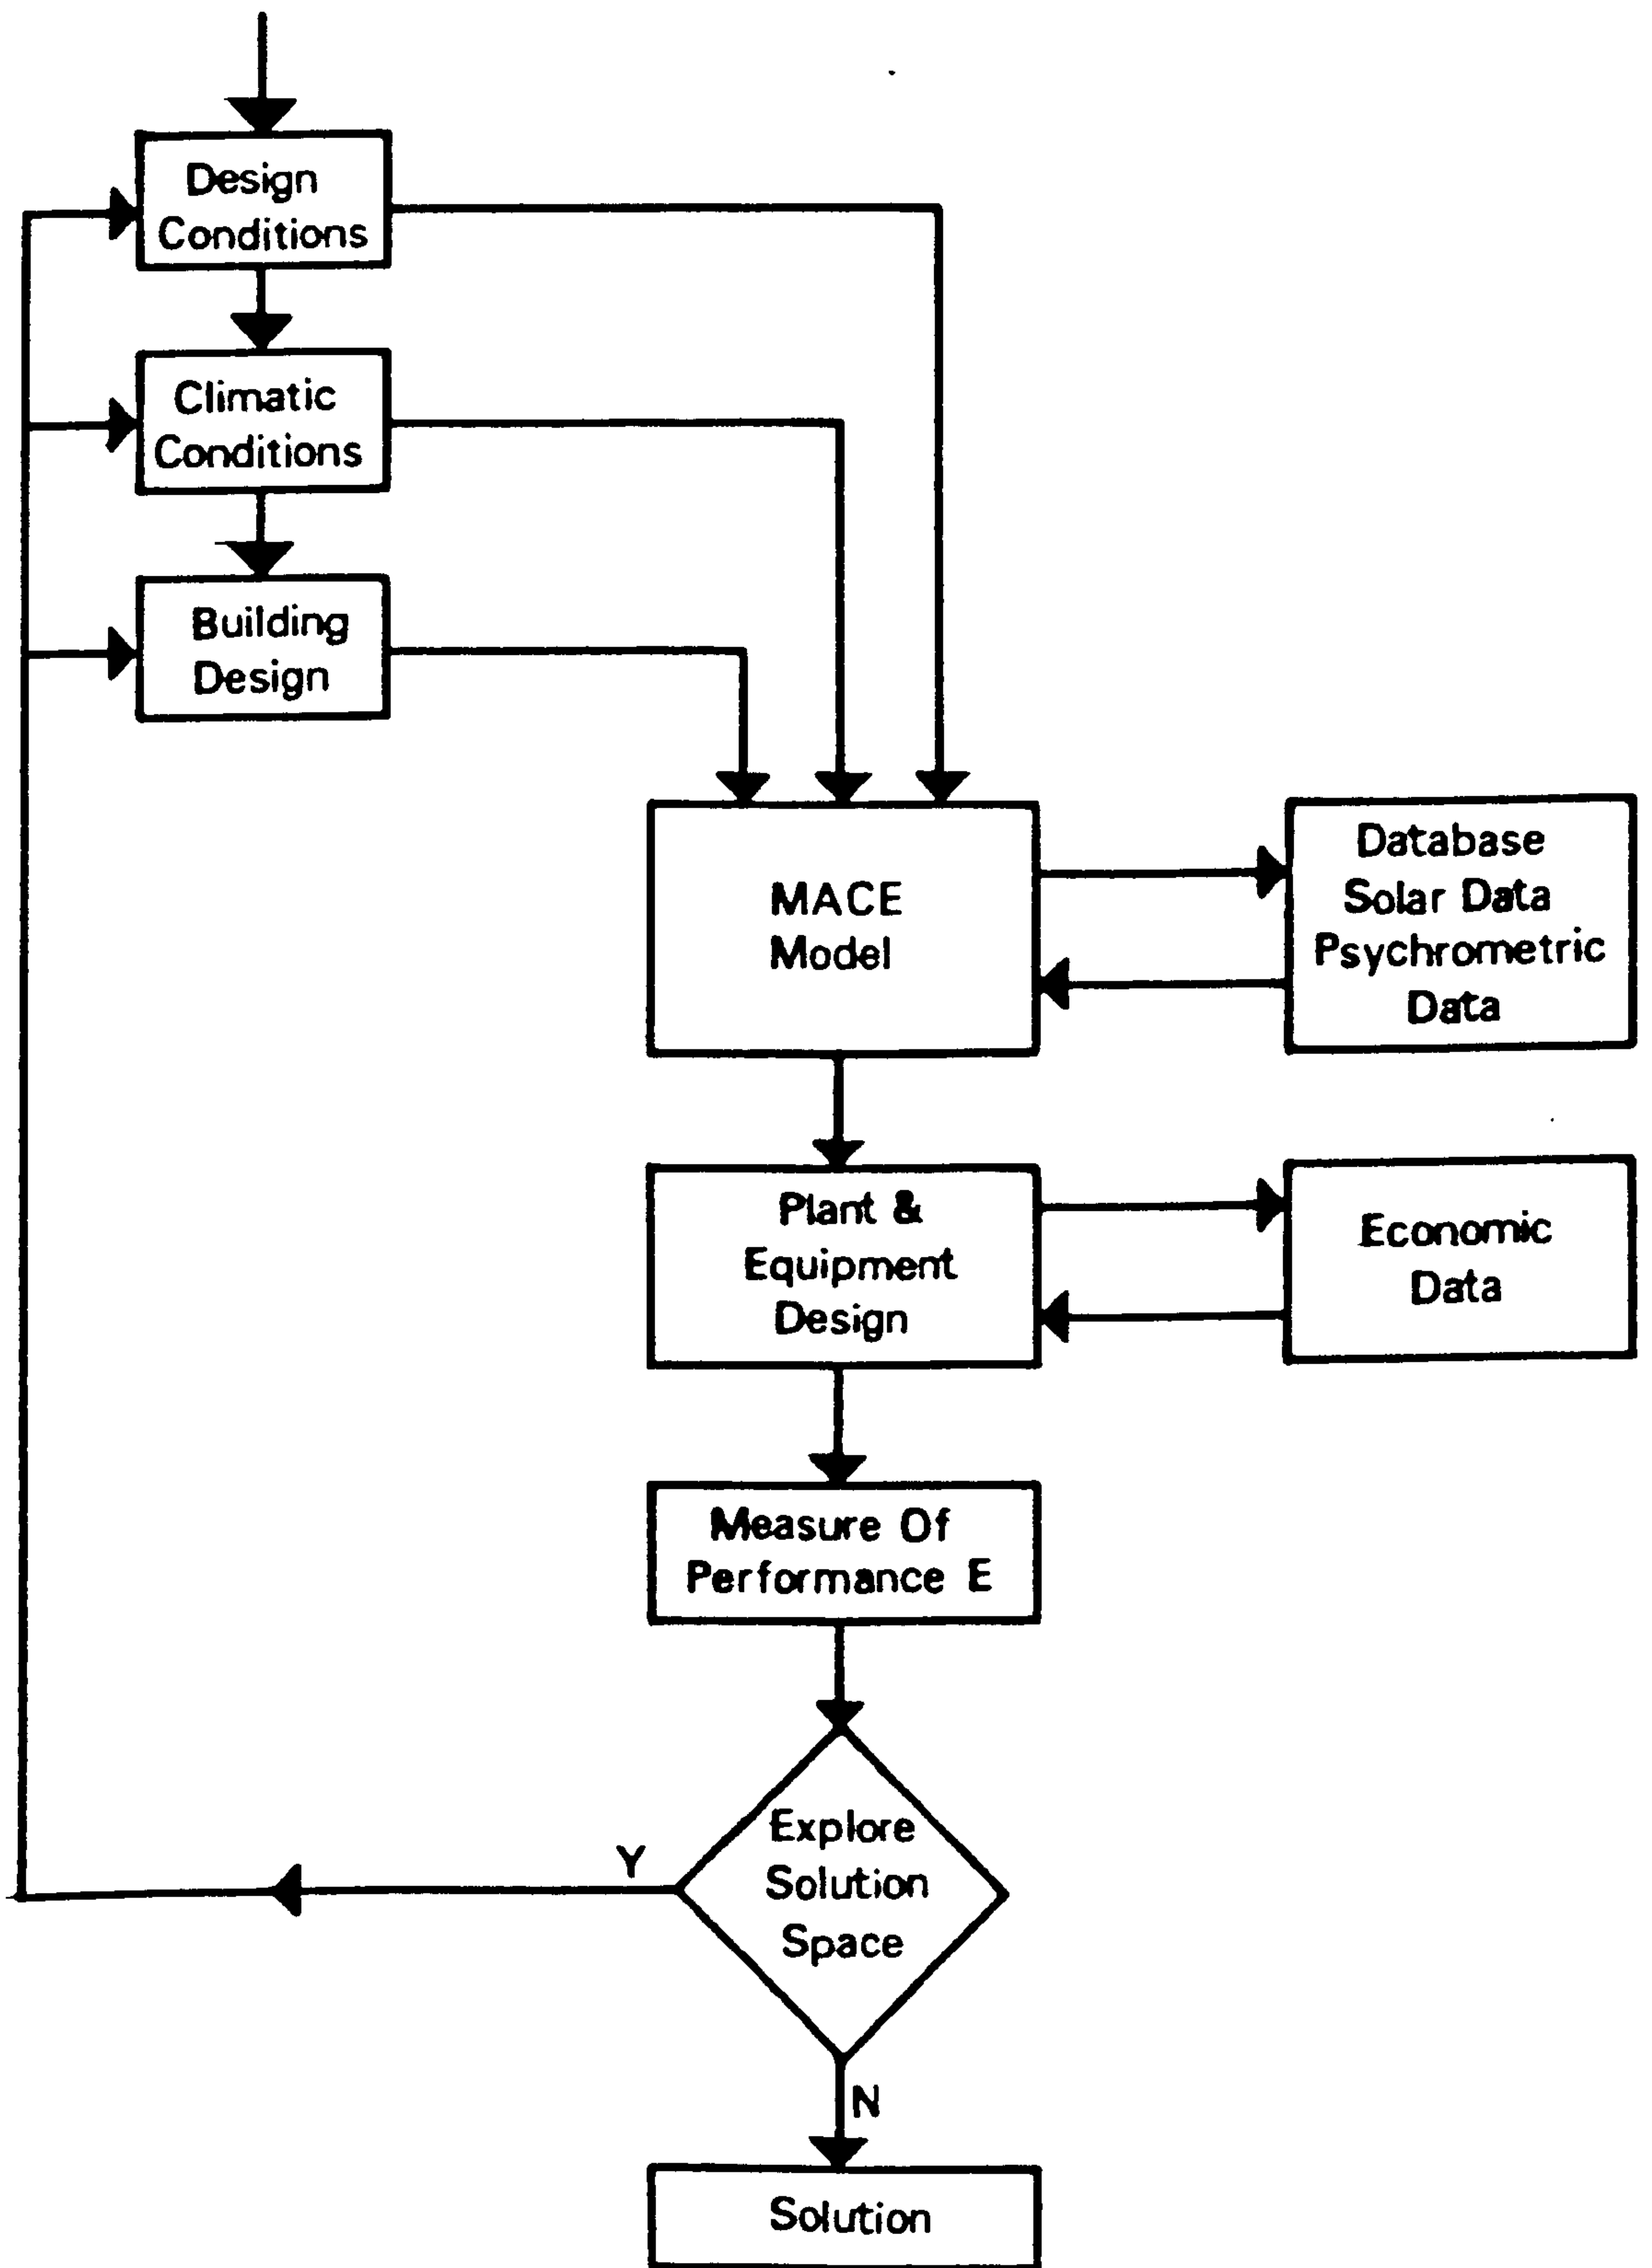 Design
Conditions
Climatic
Conditions
Building
Design
MACE
Model
Database
Solar Data
Psychrometric
Data
Plant &
Equipment
Design
Economic
Data
Measure Of
Performance E
Explore
Solution
Space
Y
N
Solution